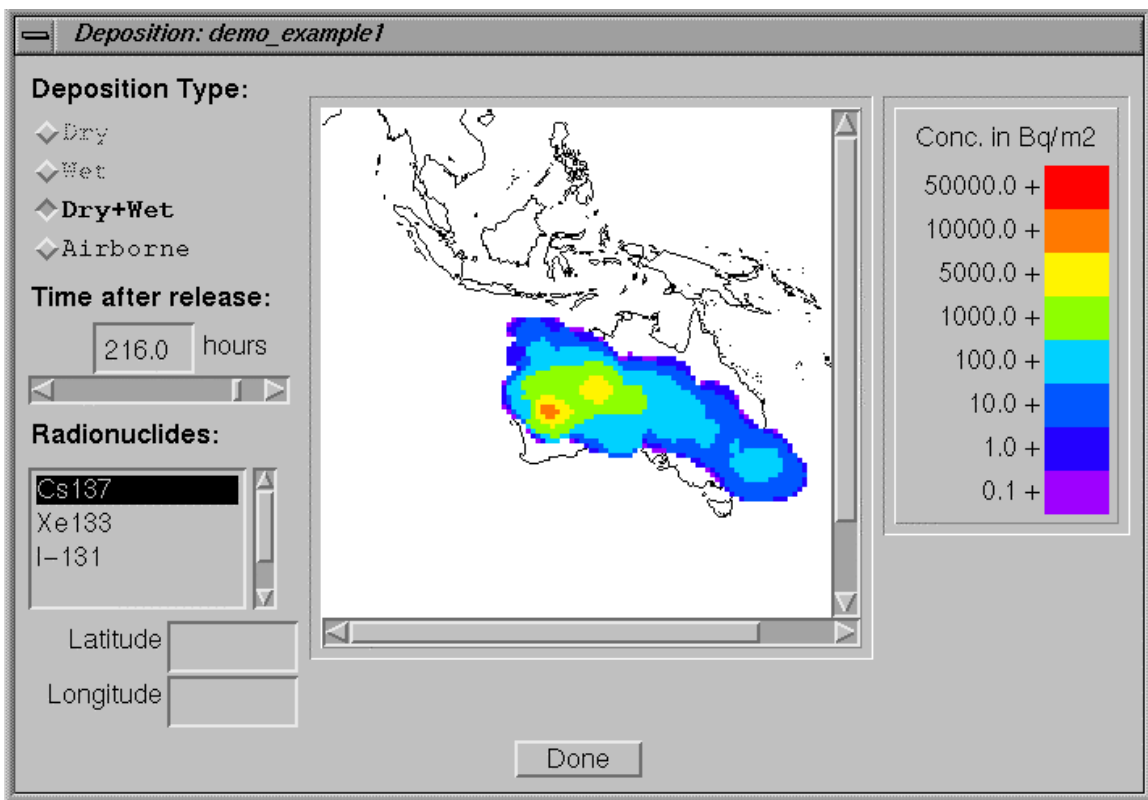 Deposition: demo_example1
Deposition Type:
Dry
Wet
Dry+Wet
Airborne
Time after release:
216.0 hours
Radionuclides:
Cs137
Xe133
I-131
Latitude
Longitude
Conc. in Bq/m2
50000.0 +
10000.0 +
5000.0 +
1000.0 +
100.0 +
10.0 +
1.0 +
0.1 +
Done